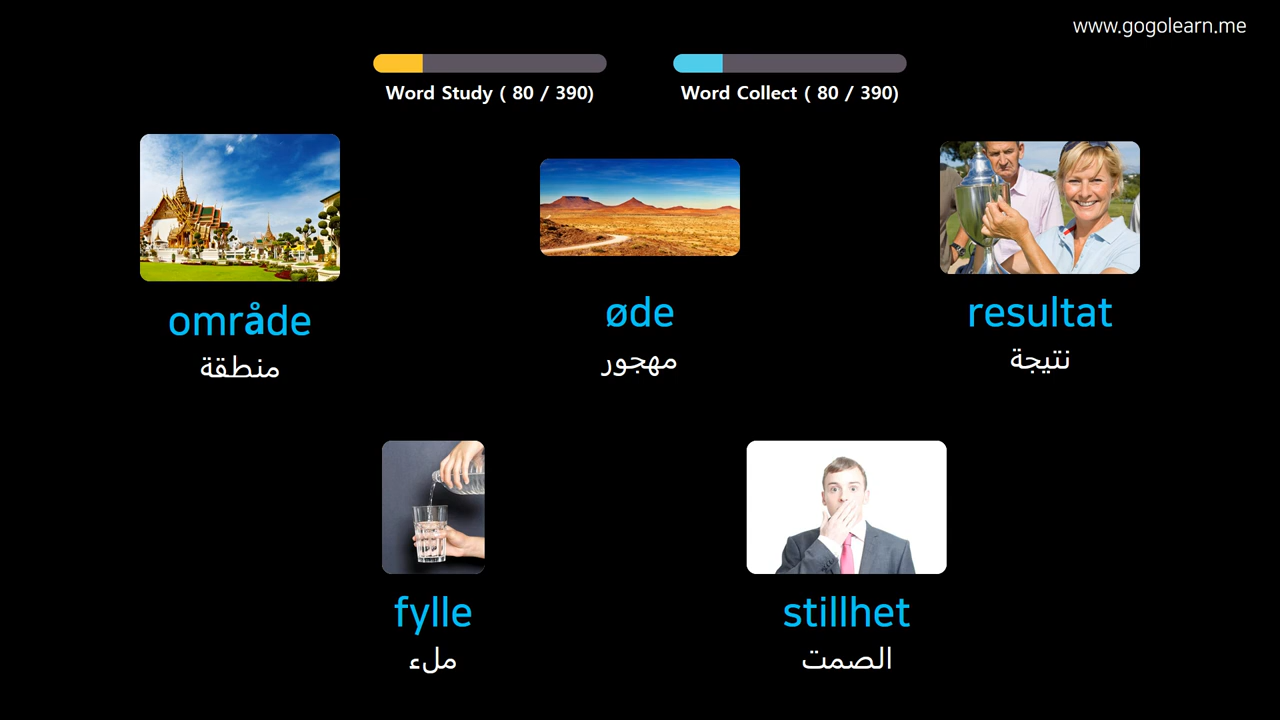 www.gogolearn.me
Word Study ( 80 / 390)
Word Collect ( 80 / 390)
område
منطقة
øde
مهجور
resultat
نتيجة
fylle
ملء
stillhet
الصمت